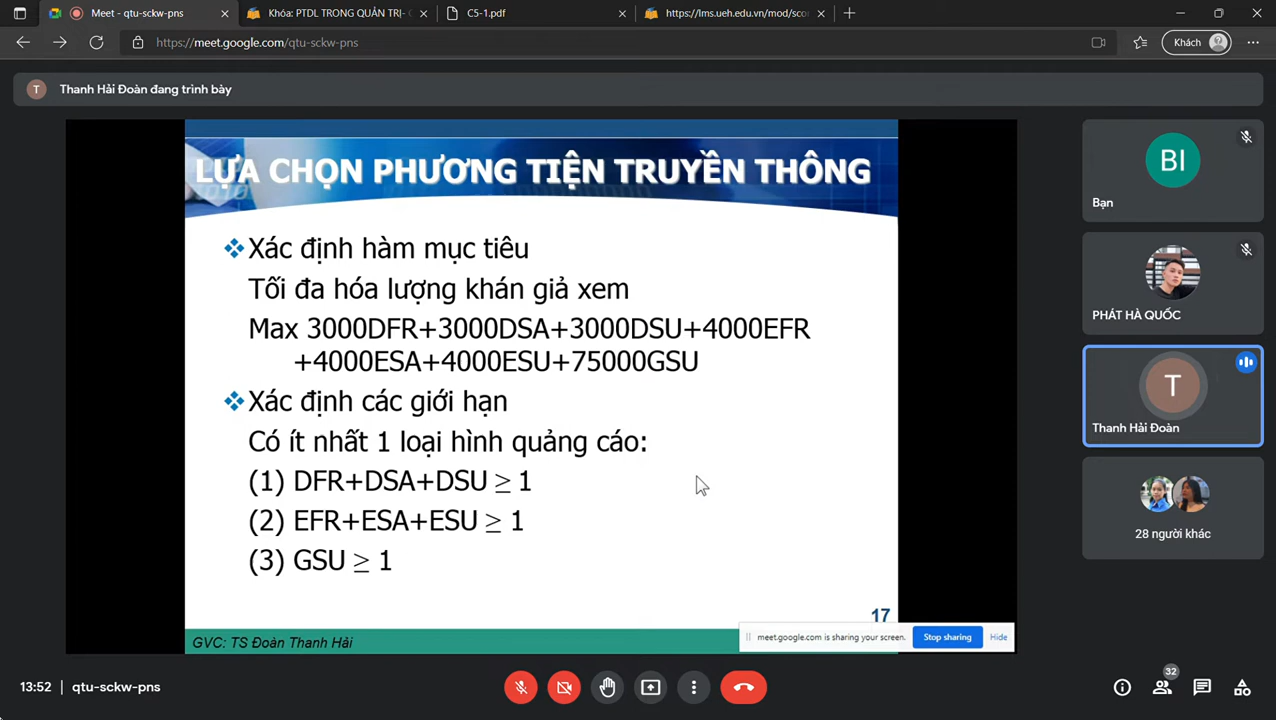 Meet - qtu-sckw-pns
Khóa: PTDL TRONG QUẢN TRỊ- 
C5-1.pdf
https://lms.ueh.edu.vn/mod/sco
https://meet.google.com/qtu-sckw-pns
Khách
T
Thanh Hải Đoàn đang trình bày
LỰA CHỌN PHƯƠNG TIỆN TRUYỀN THÔNG
Xác định hàm mục tiêu
Tối đa hóa lượng khán giả xem
Max 3000DFR+3000DSA+3000DSU+4000EFR
+4000ESA+4000ESU+75000GSU
Xác định các giới hạn
Có ít nhất 1 loại hình quảng cáo:
(1) DFR+DSA+DSU ≥ 1
(2) EFR+ESA+ESU ≥ 1
(3) GSU ≥ 1
17
GVC: TS Đoàn Thanh Hải
meet.google.com is sharing your screen.
Stop sharing
Hide
BI
Bạn
PHÁT HÀ QUỐC
T
Thanh Hải Đoàn
28 người khác
13:52 | qtu-sckw-pns
32